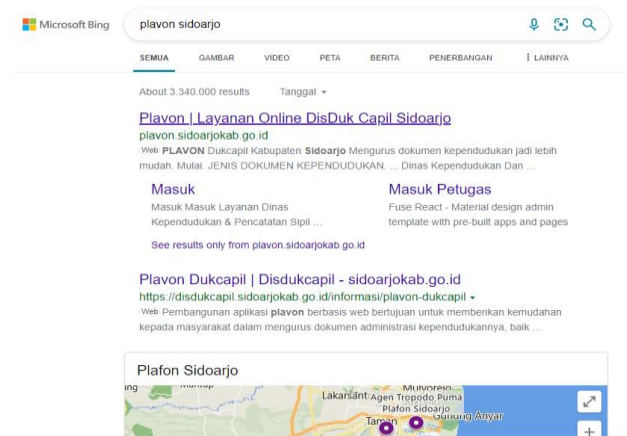 Microsoft Bing
plavon sidoarjo
SEMUA GAMBAR VIDEO PETA BERITA PENERBANGAN LAINNYA
About 3.340.000 results Tanggal
Plavon | Layanan Online DisDuk Capil Sidoarjo
plavon.sidoarjokab.go.id
Web PLAVON Dukcapil Kabupaten Sidoarjo Mengurus dokumen kependudukan jadi lebih
mudah. Mulai. JENIS DOKUMEN KEPENDUDUKAN. ... Dinas Kependudukan Dan ...
Masuk
Masuk Masuk Layanan Dinas
Kependudukan & Pencatatan Sipil ...
Masuk Petugas
Fuse React - Material design admin
template with pre-built apps and pages
See results only from plavon.sidoarjokab.go.id
Plavon Dukcapil | Disdukcapil - sidoarjokab.go.id
https://disdukcapil.sidoarjokab.go.id/informasi/plavon-dukcapil
Web Pembangunan aplikasi plavon berbasis web bertujuan untuk memberikan kemudahan
kepada masyarakat dalam mengurus dokumen administrasi kependudukannya, baik ...
Plafon Sidoarjo
Lakarsant Agen Tropodo Puma
Plafon Sidoarjo
Gunung Anyar
Taman